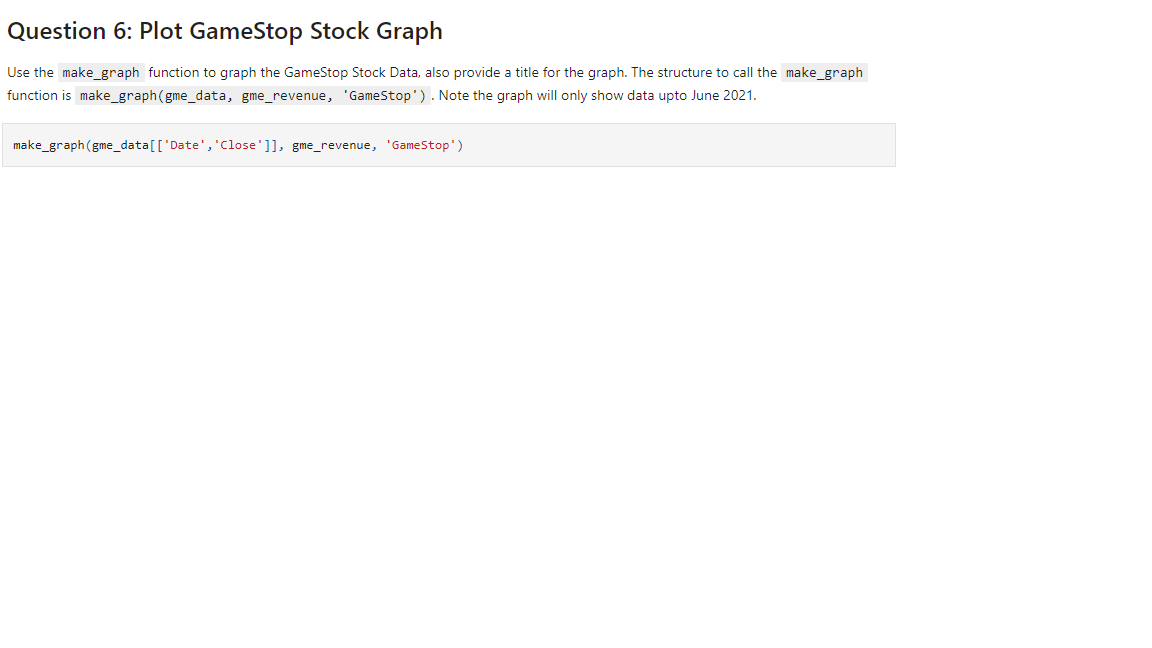 Question 6: Plot GameStop Stock Graph
Use the make_graph function to graph the GameStop Stock Data, also provide a title for the graph. The structure to call the make_graph
function is make_graph(gme_data, gme_revenue, 'GameStop') . Note the graph will only show data upto June 2021.
make_graph(gme_data[['Date','Close']], gme_revenue, 'GameStop')